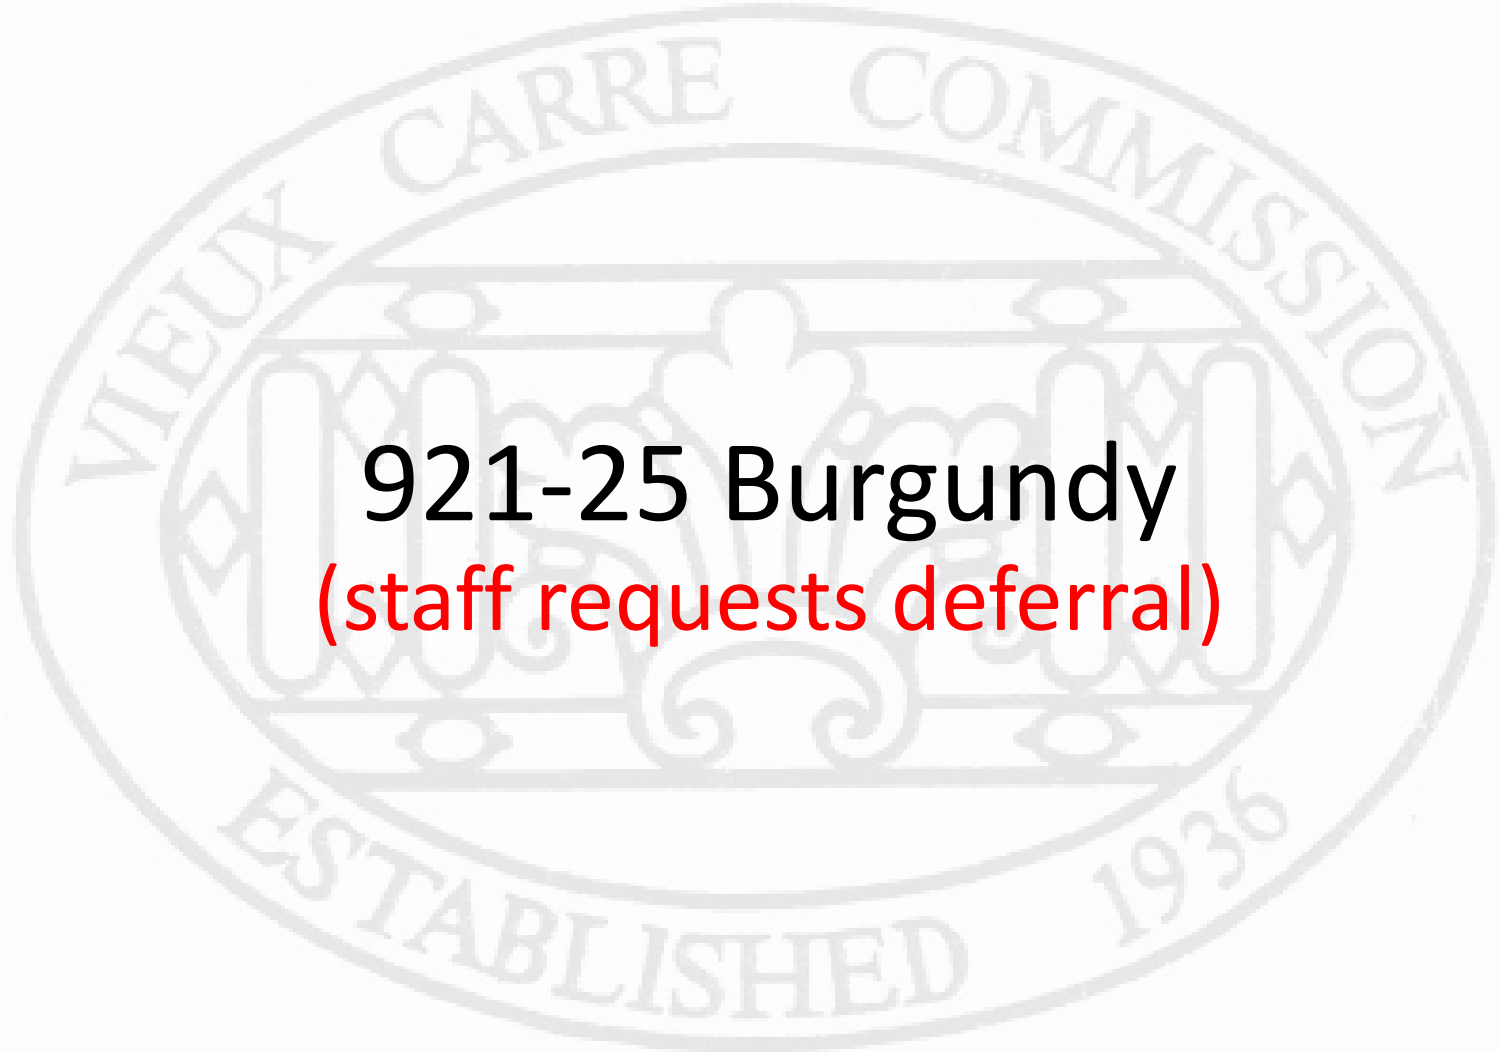 VIEUX CARRE COMMISSION
921-25 Burgundy
(staff requests deferral)
ESTABLISHED 1936